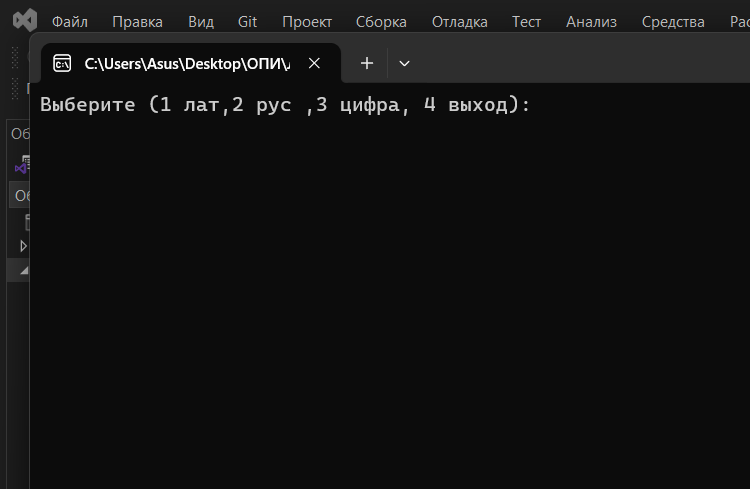 Файл Правка Вид Git Проект Сборка Отладка Тест Анализ Средства
C:\Users\Asus\Desktop\ОПИ\
Выберите (1 лат,2 рус ,3 цифра, 4 выход):